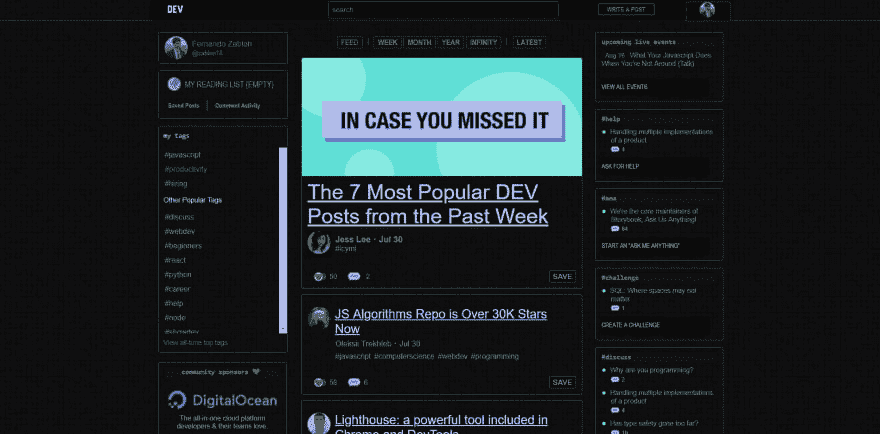 DEV
search
WRITE A POST
Fernando Zablah
MY READING LIST (EMPTY)
Saved Posts
Comment Activity
my tags
#javascript
#productivity
#hiring
Other Popular Tags
#discuss
#webdev
#beginners
#react
#python
#career
#help
#node
#showdev
View all-time top tags
community sponsors
DigitalOcean
The all-in-one cloud platform
developers & their teams love.
FEED
WEEK
MONTH
YEAR
INFINITY
LATEST
IN CASE YOU MISSED IT
The 7 Most Popular DEV
Posts from the Past Week
Jess Lee · Jul 30
#icymi
50
2
SAVE
JS Algorithms Repo is Over 30K Stars
Now
Oleksii Trekhleb · Jul 30
#javascript #computerscience #webdev #programming
58
6
SAVE
Lighthouse: a powerful tool included in
Chrome and DevTools
upcoming live events
Aug 16 · What Your Javascript Does
When You're Not Around (Talk)
VIEW ALL EVENTS
#help
Handling multiple implementations
of a product
4
ASK FOR HELP
#ama
We're the core maintainers of
Storybook, Ask Us Anything!
64
START AN "ASK ME ANYTHING"
#challenge
SQL: Where spaces may not
matter
1
CREATE A CHALLENGE
#discuss
Why are you programming?
2
Handling multiple implementations
of a product
4
Has type safety gone too far?